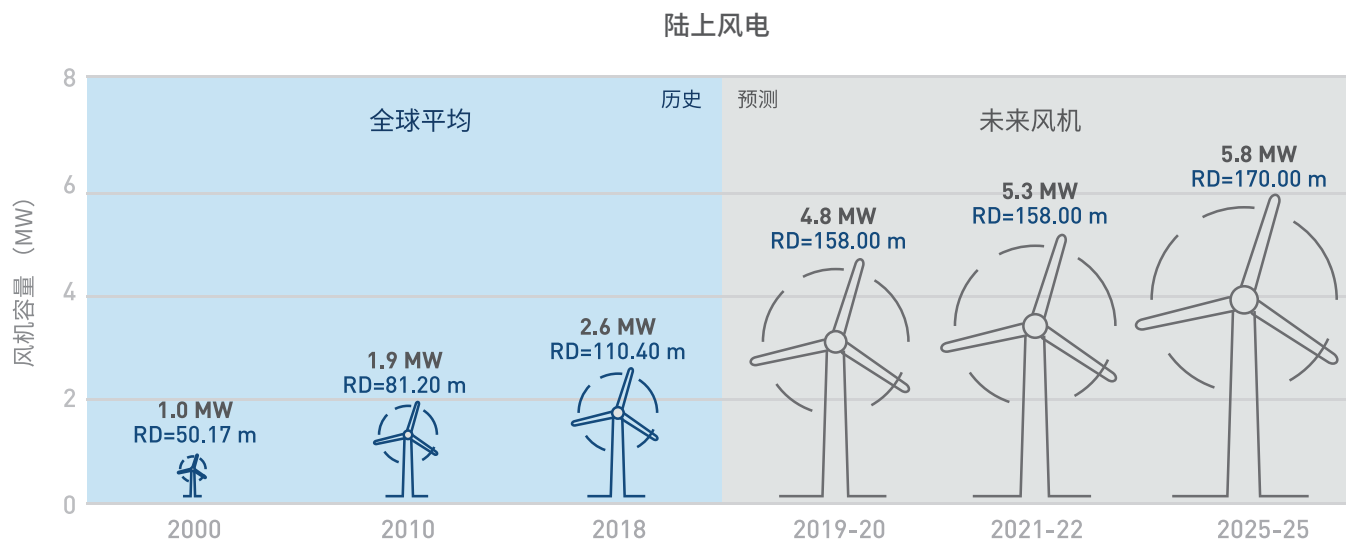 陆上风电
8
6
4
2
0
风机容量 （MW）
历史
预测
全球平均
未来风机
1.0 MW
RD=50.17 m
1.9 MW
RD=81.20 m
2.6 MW
RD=110.40 m
4.8 MW
RD=158.00 m
5.3 MW
RD=158.00 m
5.8 MW
RD=170.00 m
2000
2010
2018
2019-20
2021-22
2025-25